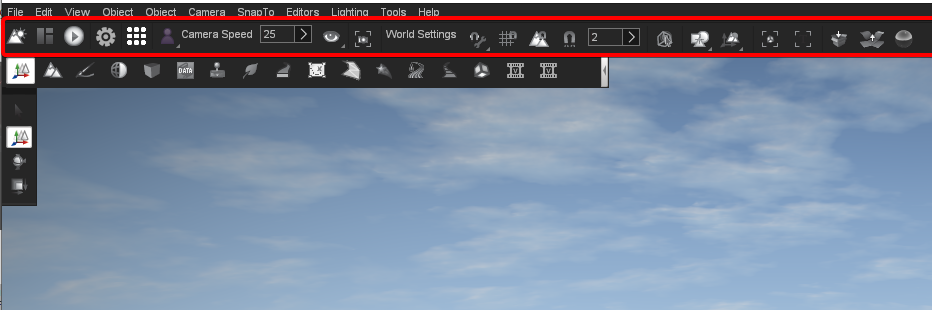 File Edit View Object Object Camera SnapTo Editors Lighting Tools Help
Camera Speed 25 World Settings 2
DATA